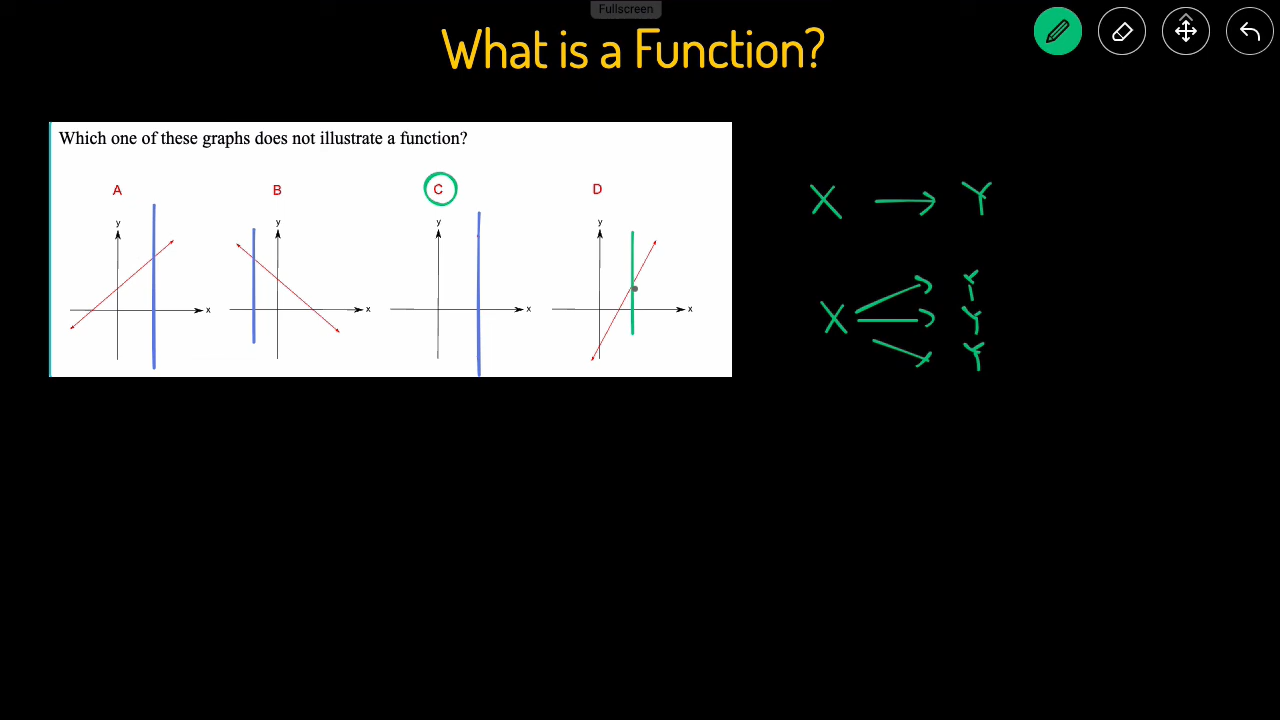 Fullscreen
What is a Function?
Which one of these graphs does not illustrate a function?
A B C D
y y y y
x x x x
X → Y
X Y
Y
Y